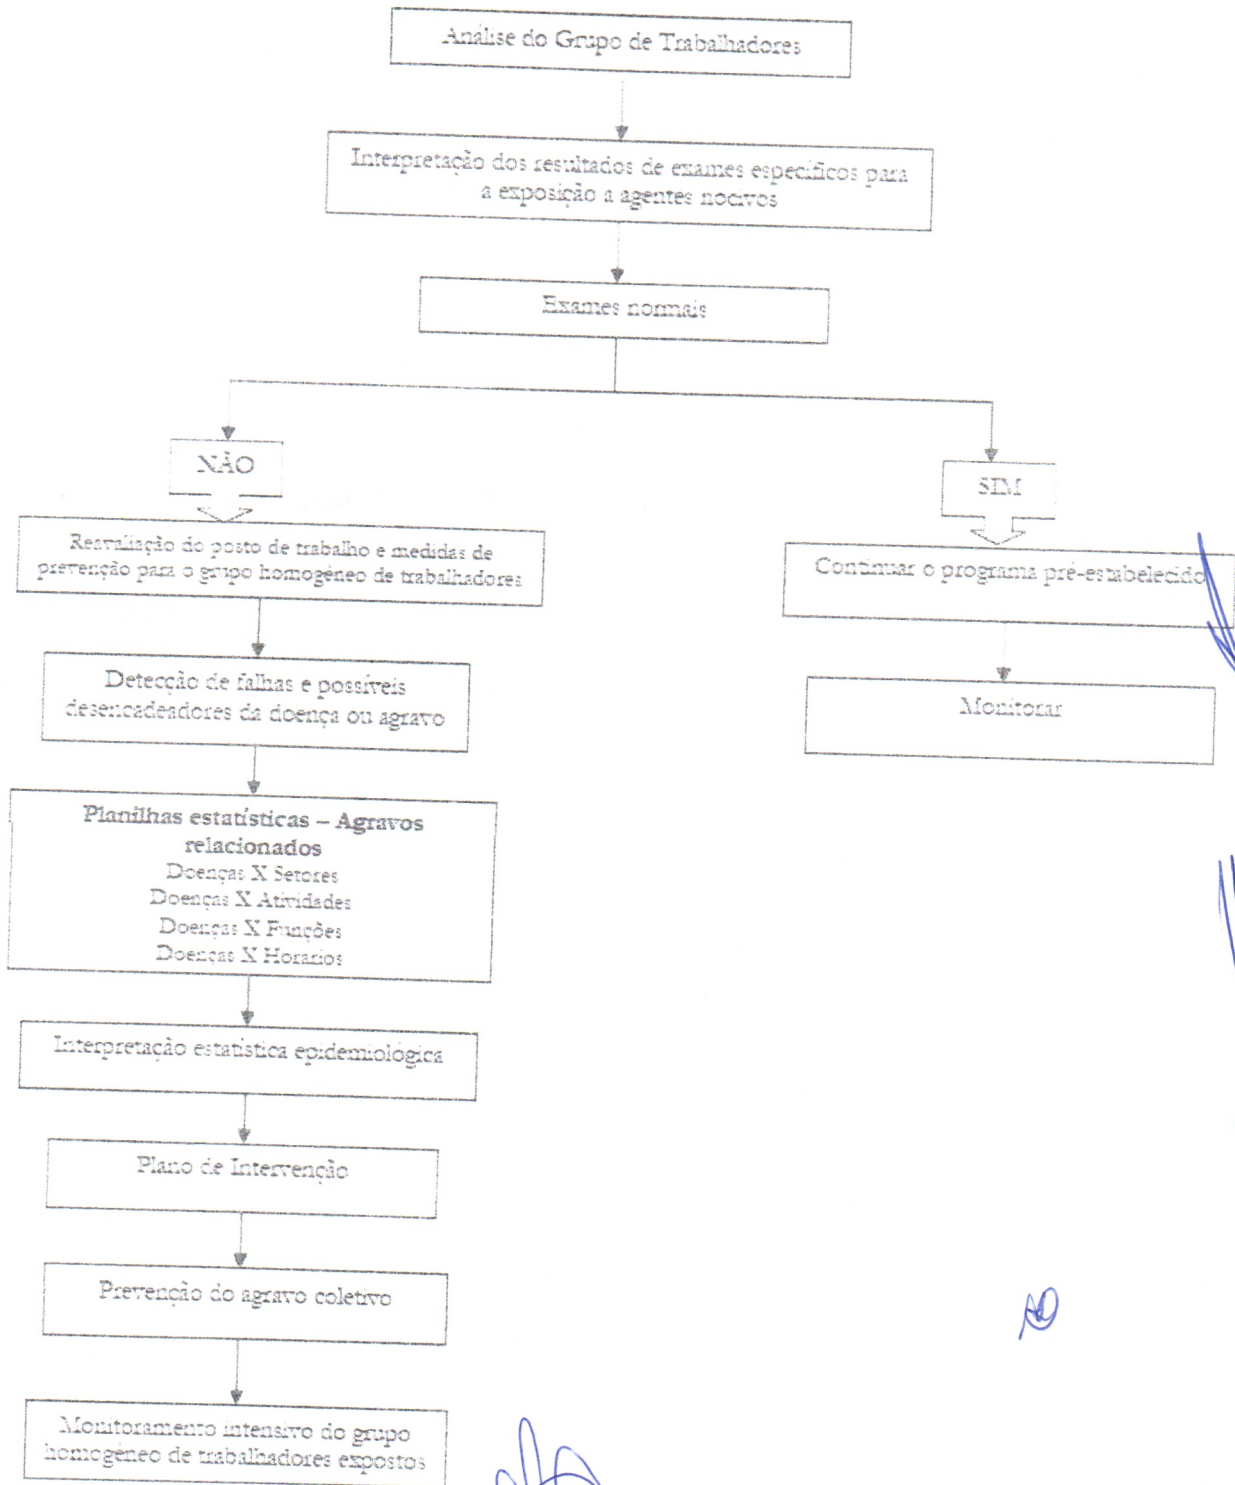 Análise do Grupo de Trabalhadores
Interpretação dos resultados de exames específicos para
a exposição a agentes nocivos
Exames normais
NÃO
SIM
Reavaliação do posto de trabalho e medidas de
prevenção para o grupo homogêneo de trabalhadores
Continuar o programa pré-estabelecido
Detecção de falhas e possíveis
desencadeadores da doença ou agravo
Monitorar
Planilhas estatísticas – Agravos
relacionados
Doenças X Setores
Doenças X Atividades
Doenças X Funções
Doenças X Horários
Interpretação estatística epidemiológica
Plano de Intervenção
Prevenção do agravo coletivo
Monitoramento intensivo do grupo
homogêneo de trabalhadores expostos